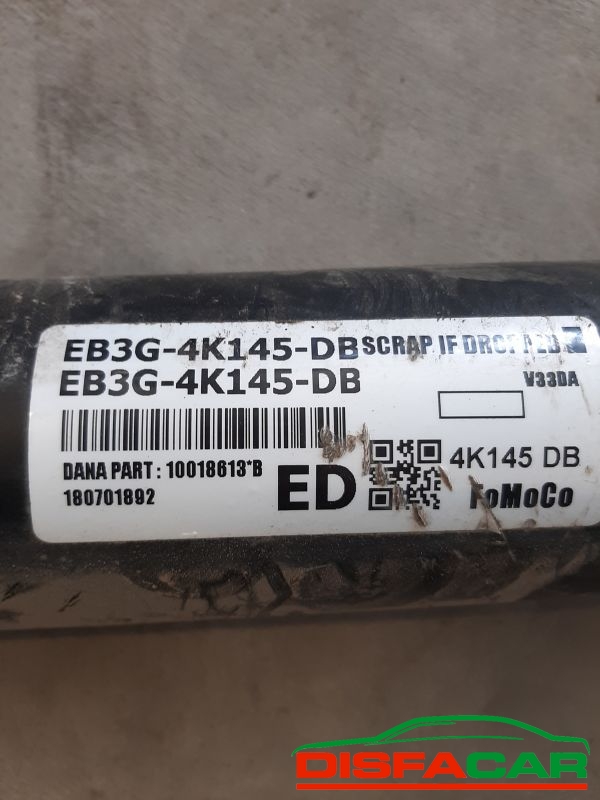 EB3G-4K145-DB SCRAP IF DROPPED
EB3G-4K145-DB
V33DA
DANA PART : 10018613*B
180701892
ED
4K145 DB
FoMoCo
DISFACAR